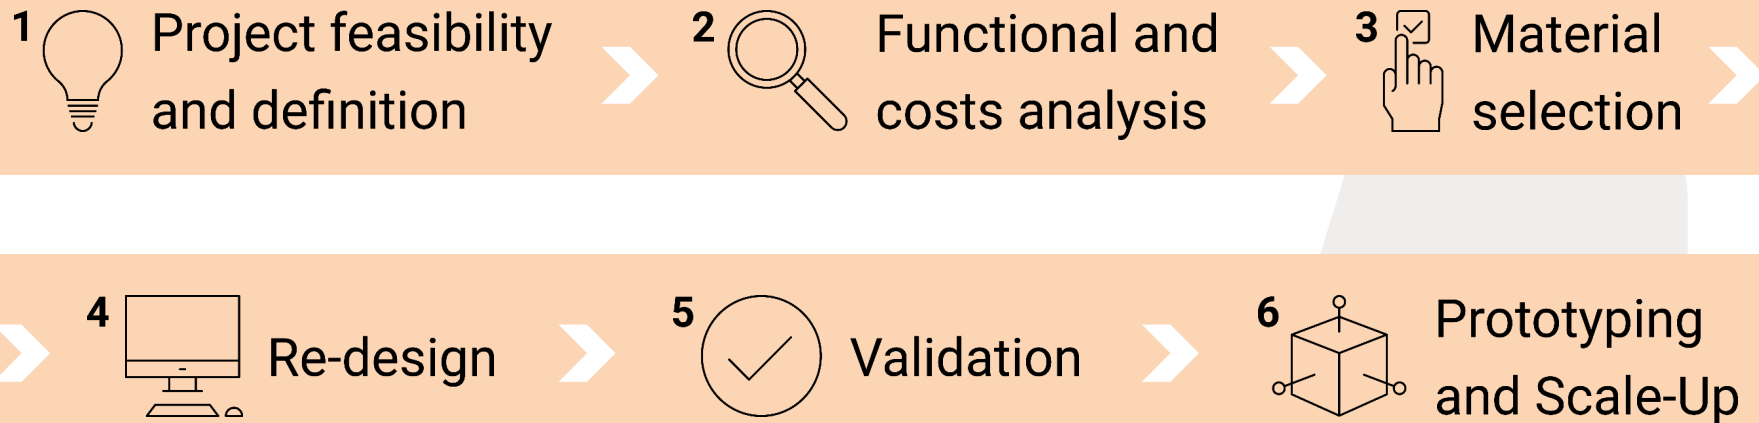 1 Project feasibility
and definition
2 Functional and
costs analysis
3 Material
selection
4 Re-design
5 Validation
6 Prototyping
and Scale-Up